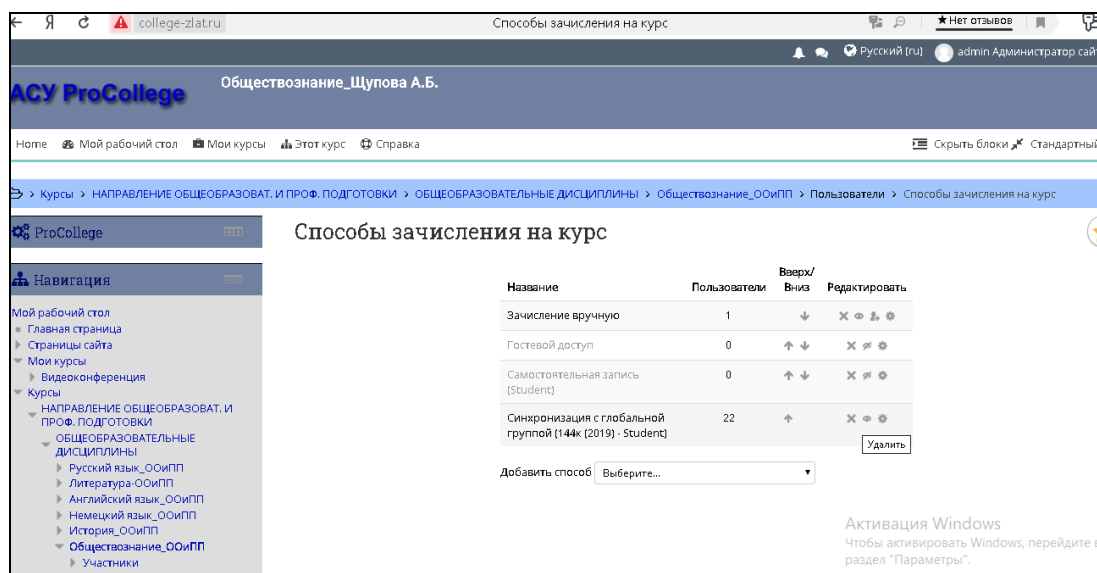 college-zlat.ru
Способы зачисления на курс
★ Нет отзывов
Русский (ru)
admin Администратор сайт
АСУ ProCollege
Обществознание_Щупова А.Б.
Home
Мой рабочий стол
Мои курсы
Этот курс
Справка
Скрыть блоки
Стандартный
Курсы > НАПРАВЛЕНИЕ ОБЩЕОБРАЗОВАТ. И ПРОФ. ПОДГОТОВКИ > ОБЩЕОБРАЗОВАТЕЛЬНЫЕ ДИСЦИПЛИНЫ > Обществознание_ООиПП > Пользователи > Способы зачисления на курс
ProCollege
Навигация
Мой рабочий стол
Главная страница
Страницы сайта
Мои курсы
Видеоконференция
Курсы
НАПРАВЛЕНИЕ ОБЩЕОБРАЗОВАТ. И
ПРОФ. ПОДГОТОВКИ
ОБЩЕОБРАЗОВАТЕЛЬНЫЕ
ДИСЦИПЛИНЫ
Русский язык_ООиПП
Литература-ООиПП
Английский язык_ООиПП
Немецкий язык_ООиПП
История_ООиПП
Обществознание_ООиПП
Участники
Способы зачисления на курс
Название Пользователи Вверх/
Вниз Редактировать
Зачисление вручную 1
Гостевой доступ 0
Самостоятельная запись 0
(Student)
Синхронизация с глобальной 22
группой (144к (2019) - Student)
Удалить
Добавить способ Выберите...
Активация Windows
Чтобы активировать Windows, перейдите в
раздел "Параметры".